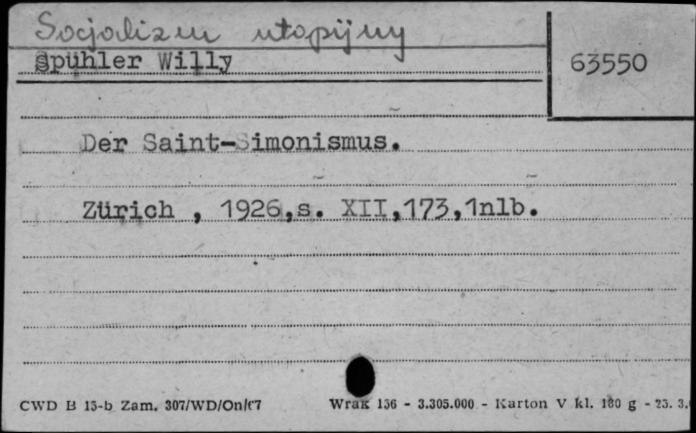 Socjalizm utopijny
Spühler Willy
63550
Der Saint-Simonismus.
Zürich , 1926,s. XII,173,1nlb.
CWD B 15-b Zam. 307/WD/On/67 Wrak 156 - 3.305.000 - Karton V kl. 180 g - 23. 3.